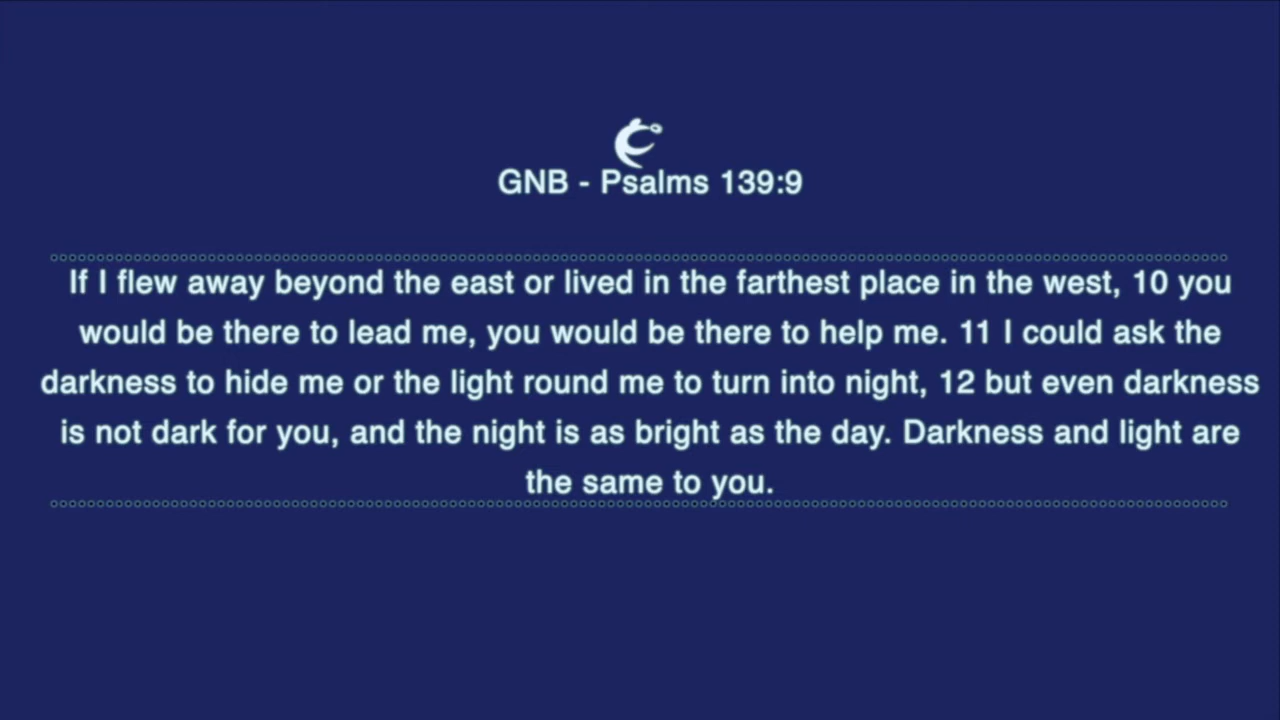 GNB - Psalms 139:9
If I flew away beyond the east or lived in the farthest place in the west, 10 you
would be there to lead me, you would be there to help me. 11 I could ask the
darkness to hide me or the light round me to turn into night, 12 but even darkness
is not dark for you, and the night is as bright as the day. Darkness and light are
the same to you.